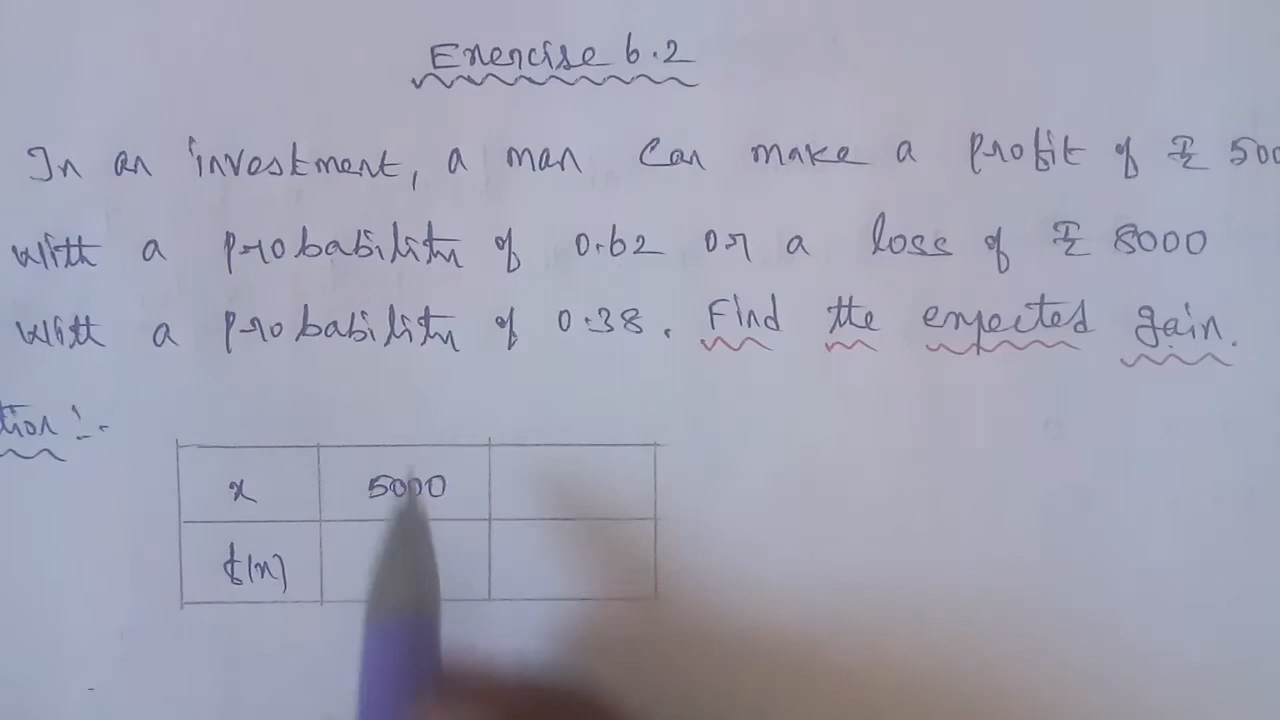 Exercise 6.2
In an investment, a man can make a profit of ₹ 500
with a probability of 0.62 or a loss of ₹ 8000
with a probability of 0.38. Find the expected gain.
tion :-
x 5000
f(x)